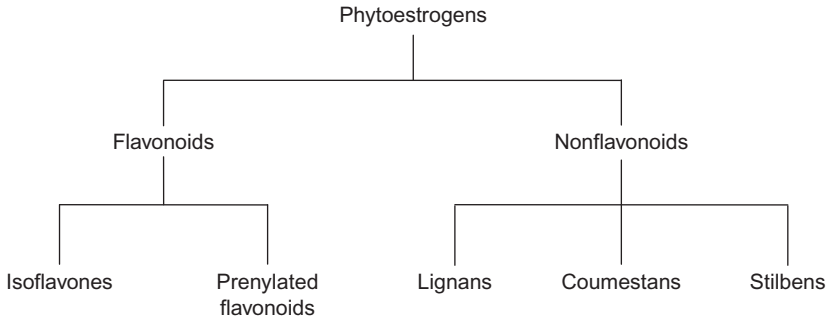 Phytoestrogens
Flavonoids
Nonflavonoids
Isoflavones
Prenylated
flavonoids
Lignans
Coumestans
Stilbens